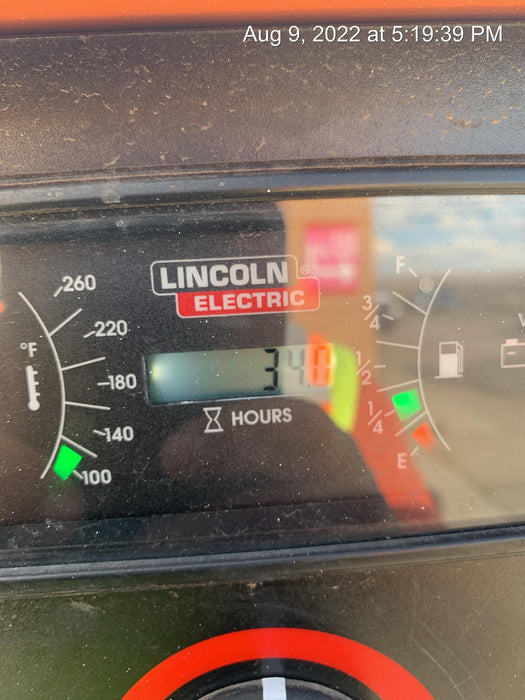 Aug 9, 2022 at 5:19:39 PM
260
220
°F
180
140
100
LINCOLN®
ELECTRIC
HOURS
F
3/4
1/2
1/4
E